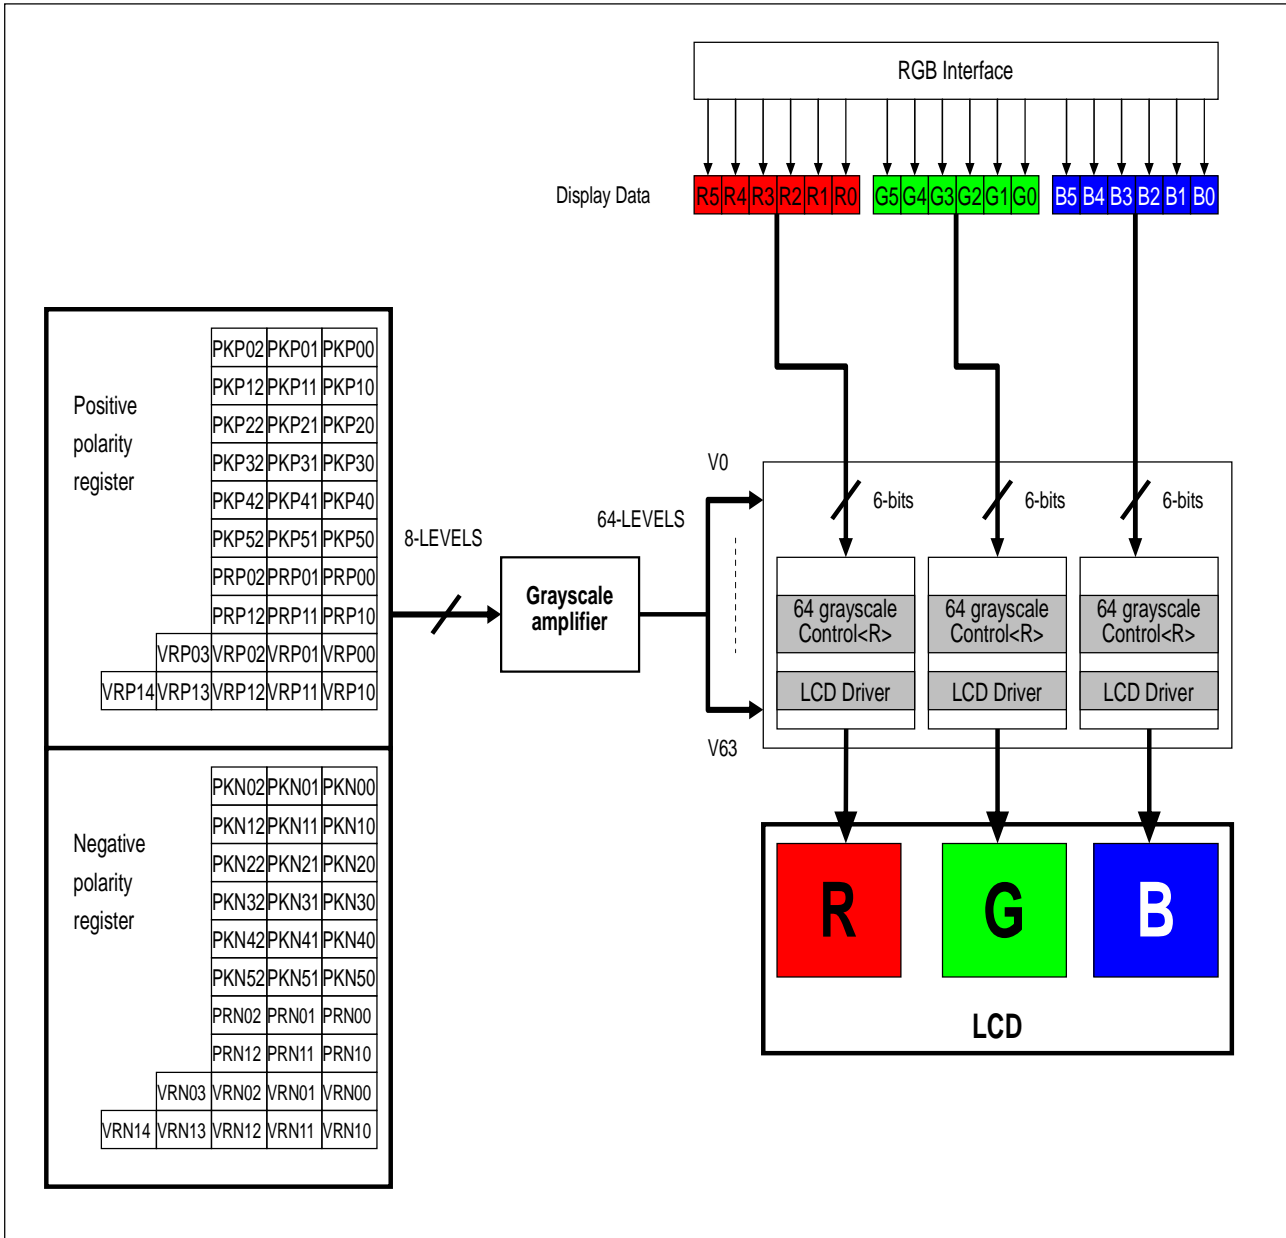 RGB Interface
Display Data
R5 R4 R3 R2 R1 R0 G5 G4 G3 G2 G1 G0 B5 B4 B3 B2 B1 B0
Positive
polarity
register
PKP02 PKP01 PKP00
PKP12 PKP11 PKP10
PKP22 PKP21 PKP20
PKP32 PKP31 PKP30
PKP42 PKP41 PKP40
PKP52 PKP51 PKP50
PRP02 PRP01 PRP00
PRP12 PRP11 PRP10
VRP03 VRP02 VRP01 VRP00
VRP14 VRP13 VRP12 VRP11 VRP10
8-LEVELS
Grayscale
amplifier
64-LEVELS
V0
V63
6-bits 6-bits 6-bits
64 grayscale
Control<R>
LCD Driver
64 grayscale
Control<R>
LCD Driver
64 grayscale
Control<R>
LCD Driver
Negative
polarity
register
PKN02 PKN01 PKN00
PKN12 PKN11 PKN10
PKN22 PKN21 PKN20
PKN32 PKN31 PKN30
PKN42 PKN41 PKN40
PKN52 PKN51 PKN50
PRN02 PRN01 PRN00
PRN12 PRN11 PRN10
VRN03 VRN02 VRN01 VRN00
VRN14 VRN13 VRN12 VRN11 VRN10
R G B
LCD